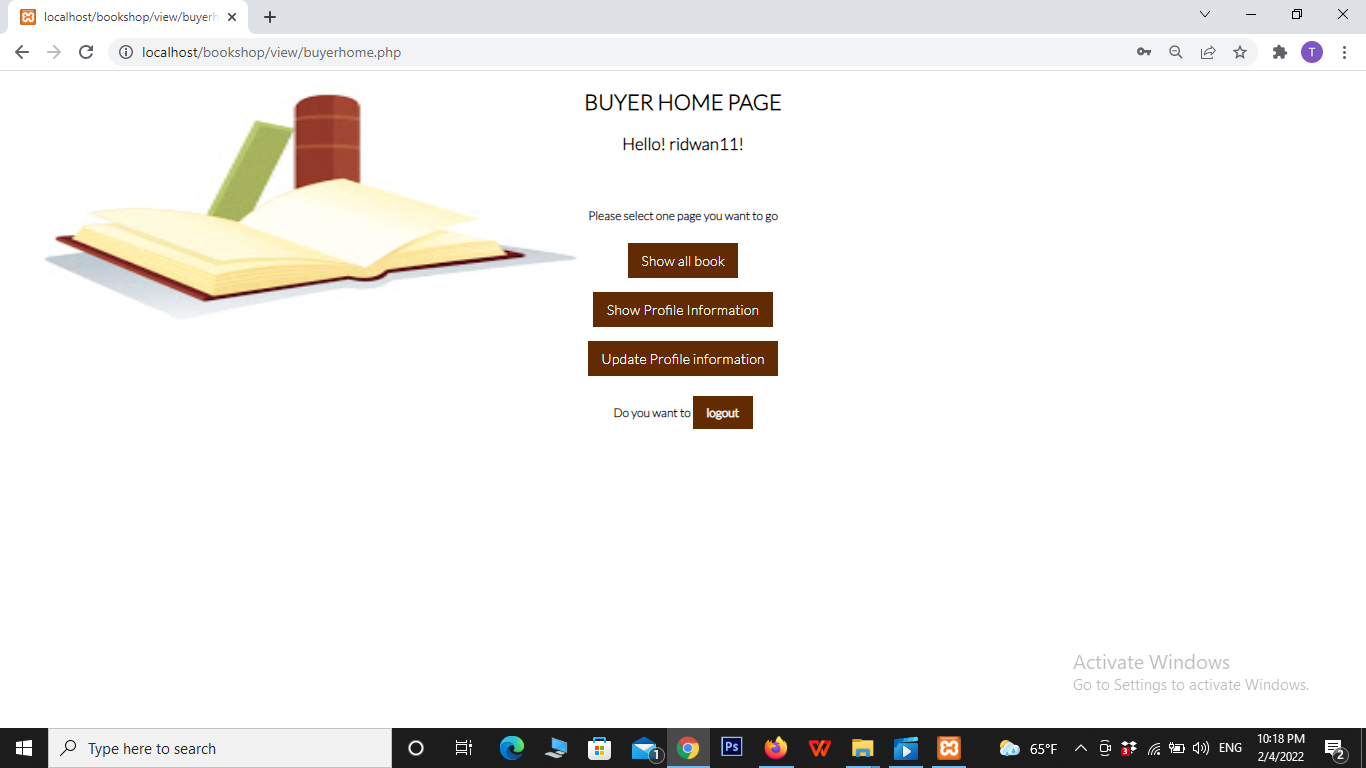 localhost/bookshop/view/buyerh
localhost/bookshop/view/buyerhome.php
T
BUYER HOME PAGE
Hello! ridwan11!
Please select one page you want to go
Show all book
Show Profile Information
Update Profile information
Do you want to logout
Activate Windows
Go to Settings to activate Windows.
Type here to search
1
Ps
W
65°F
3
ENG
10:18 PM
2/4/2022
2